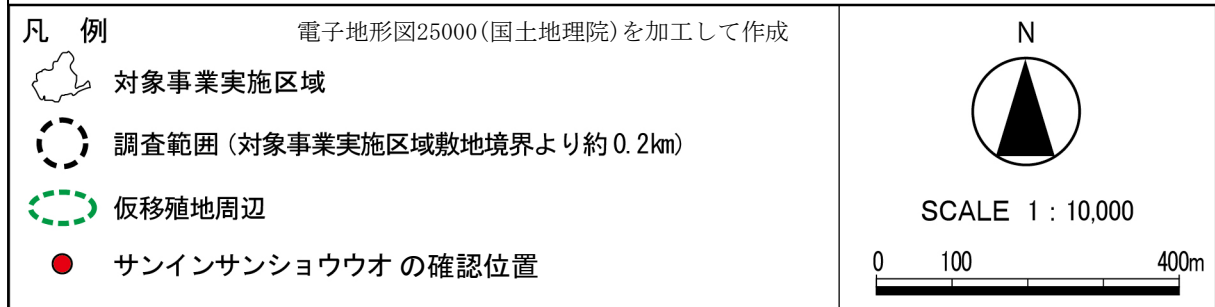 凡 例
電子地形図25000(国土地理院)を加工して作成
対象事業実施区域
調査範囲(対象事業実施区域敷地境界より約0.2km)
仮移殖地周辺
サンインサンショウウオ の確認位置
N
SCALE 1 : 10,000
0 100 400m